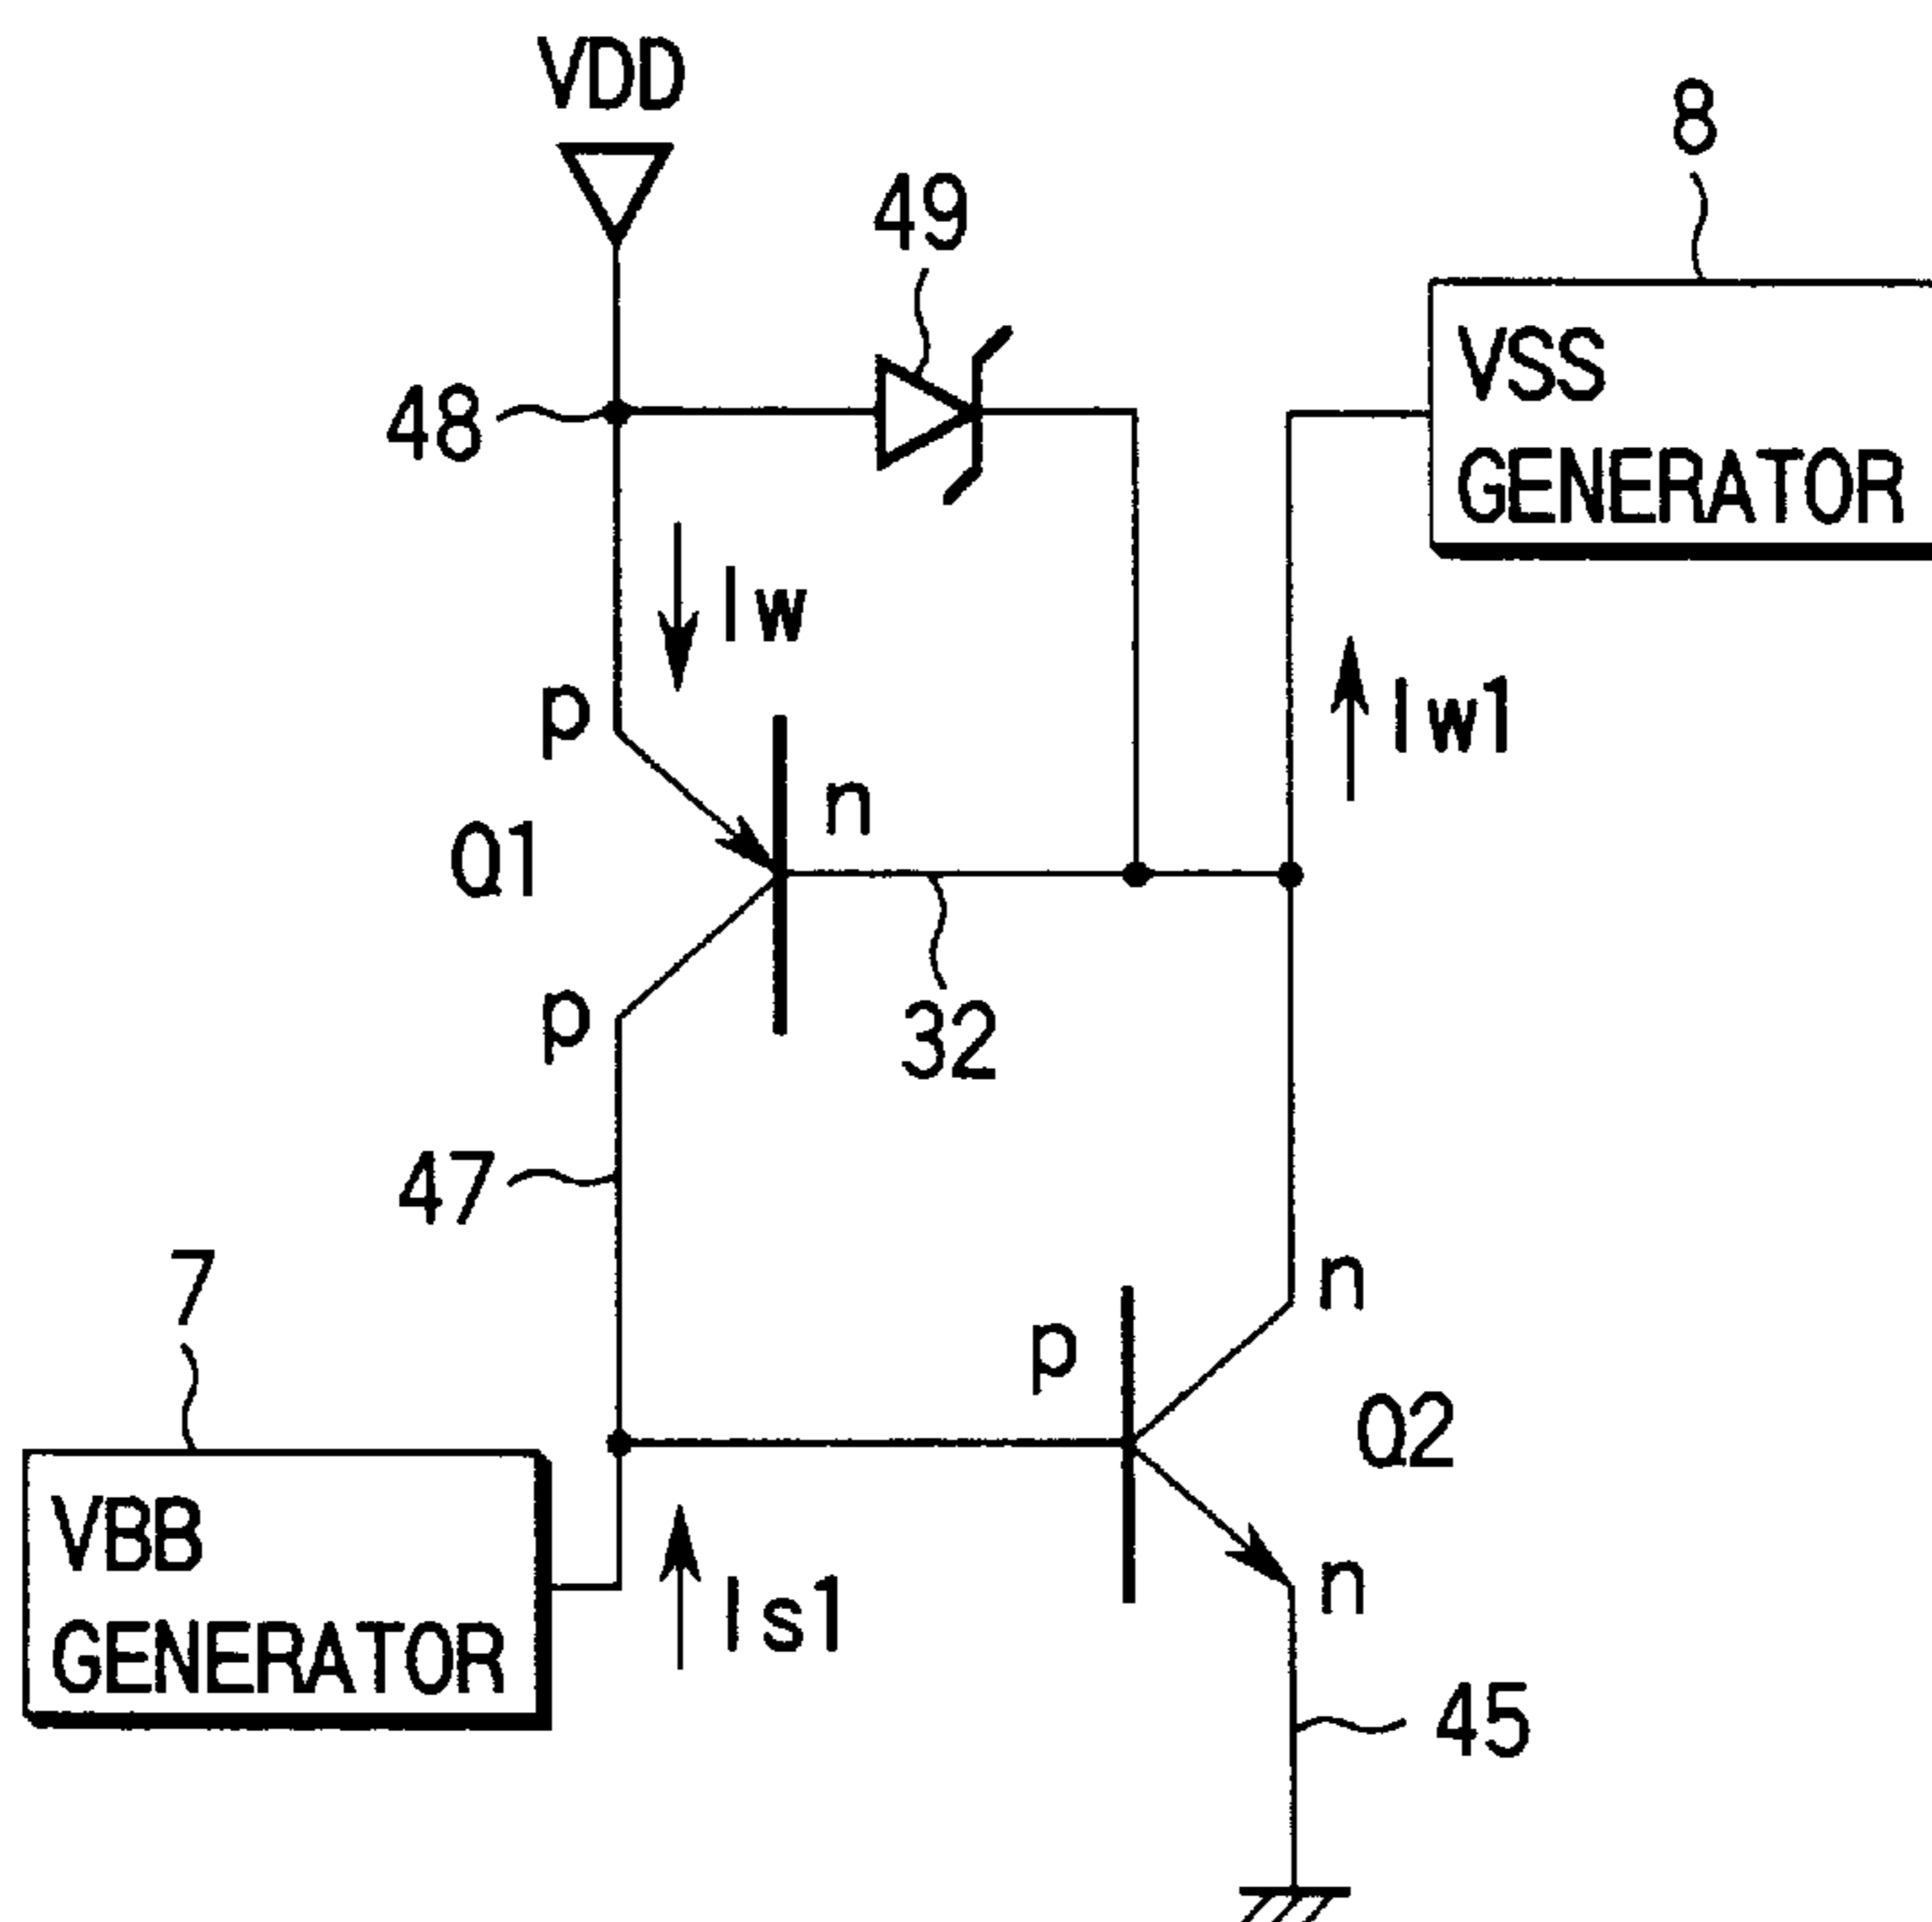 VDD
8
49
VSS
GENERATOR
48
Iw
p
Iw1
n
Q1
p
32
47
7
n
p
Q2
VBB
GENERATOR
n
Is1
45